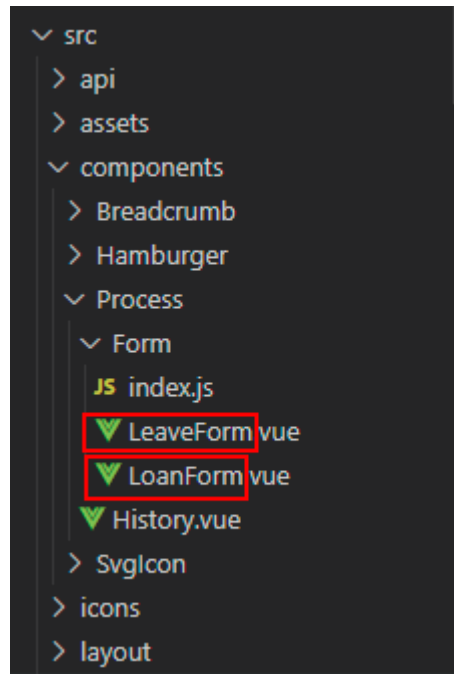 src
api
assets
components
Breadcrumb
Hamburger
Process
Form
JS index.js
LeaveForm.vue
LoanForm.vue
History.vue
SvgIcon
icons
layout